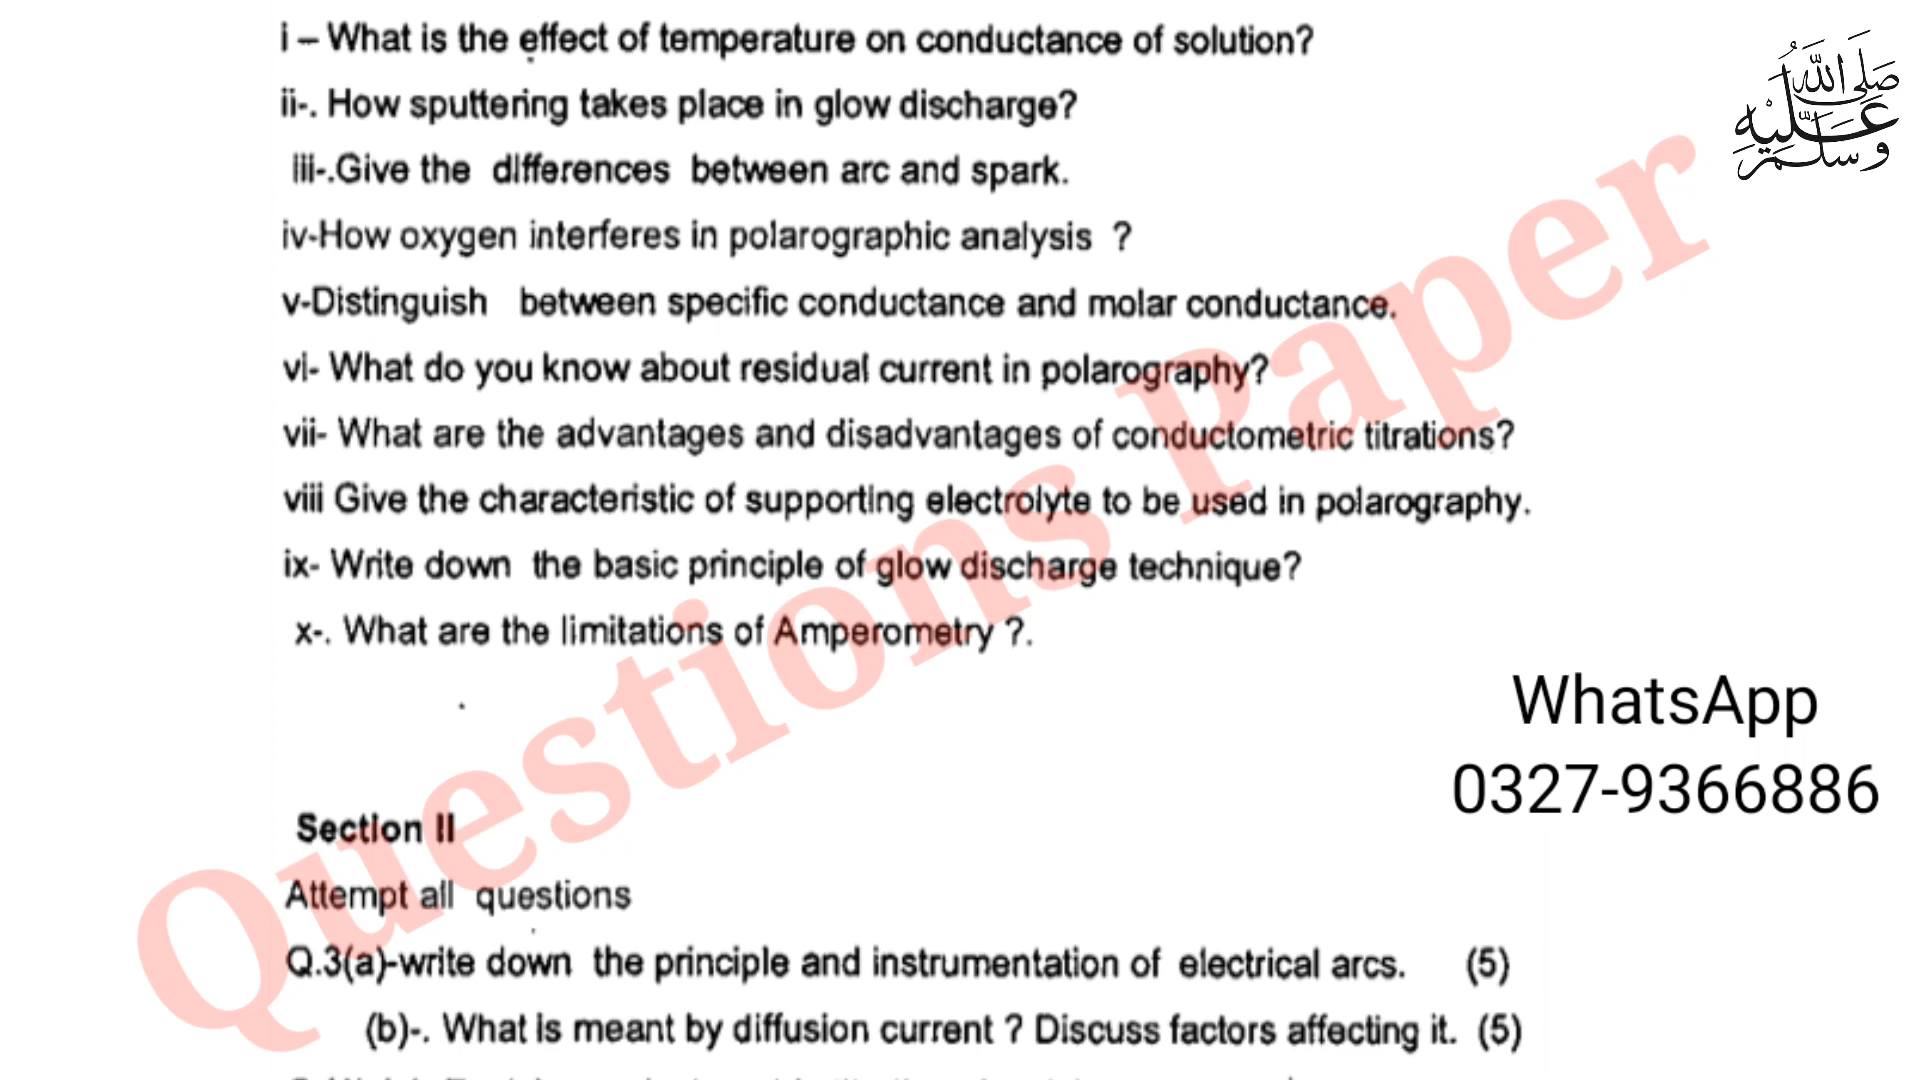 i – What is the effect of temperature on conductance of solution?
ii-. How sputtering takes place in glow discharge?
iii-.Give the differences between arc and spark.
iv-How oxygen interferes in polarographic analysis ?
v-Distinguish between specific conductance and molar conductance.
vi- What do you know about residual current in polarography?
vii- What are the advantages and disadvantages of conductometric titrations?
viii Give the characteristic of supporting electrolyte to be used in polarography.
ix- Write down the basic principle of glow discharge technique?
x-. What are the limitations of Amperometry ?.
Section II
Attempt all questions
Q.3(a)-write down the principle and instrumentation of electrical arcs. (5)
(b)-. What is meant by diffusion current ? Discuss factors affecting it. (5)
صلى الله
عليه
وسلم
WhatsApp
0327-9366886
Questions Paper